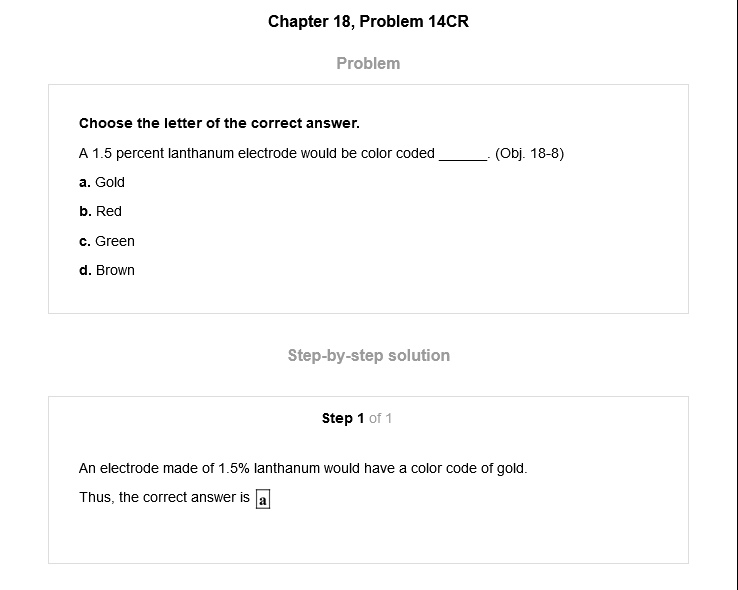 Chapter 18, Problem 14CR
Problem
Choose the letter of the correct answer.
A 1.5 percent lanthanum electrode would be color coded ______. (Obj. 18-8)
a. Gold
b. Red
c. Green
d. Brown
Step-by-step solution
Step 1 of 1
An electrode made of 1.5% lanthanum would have a color code of gold.
Thus, the correct answer is a